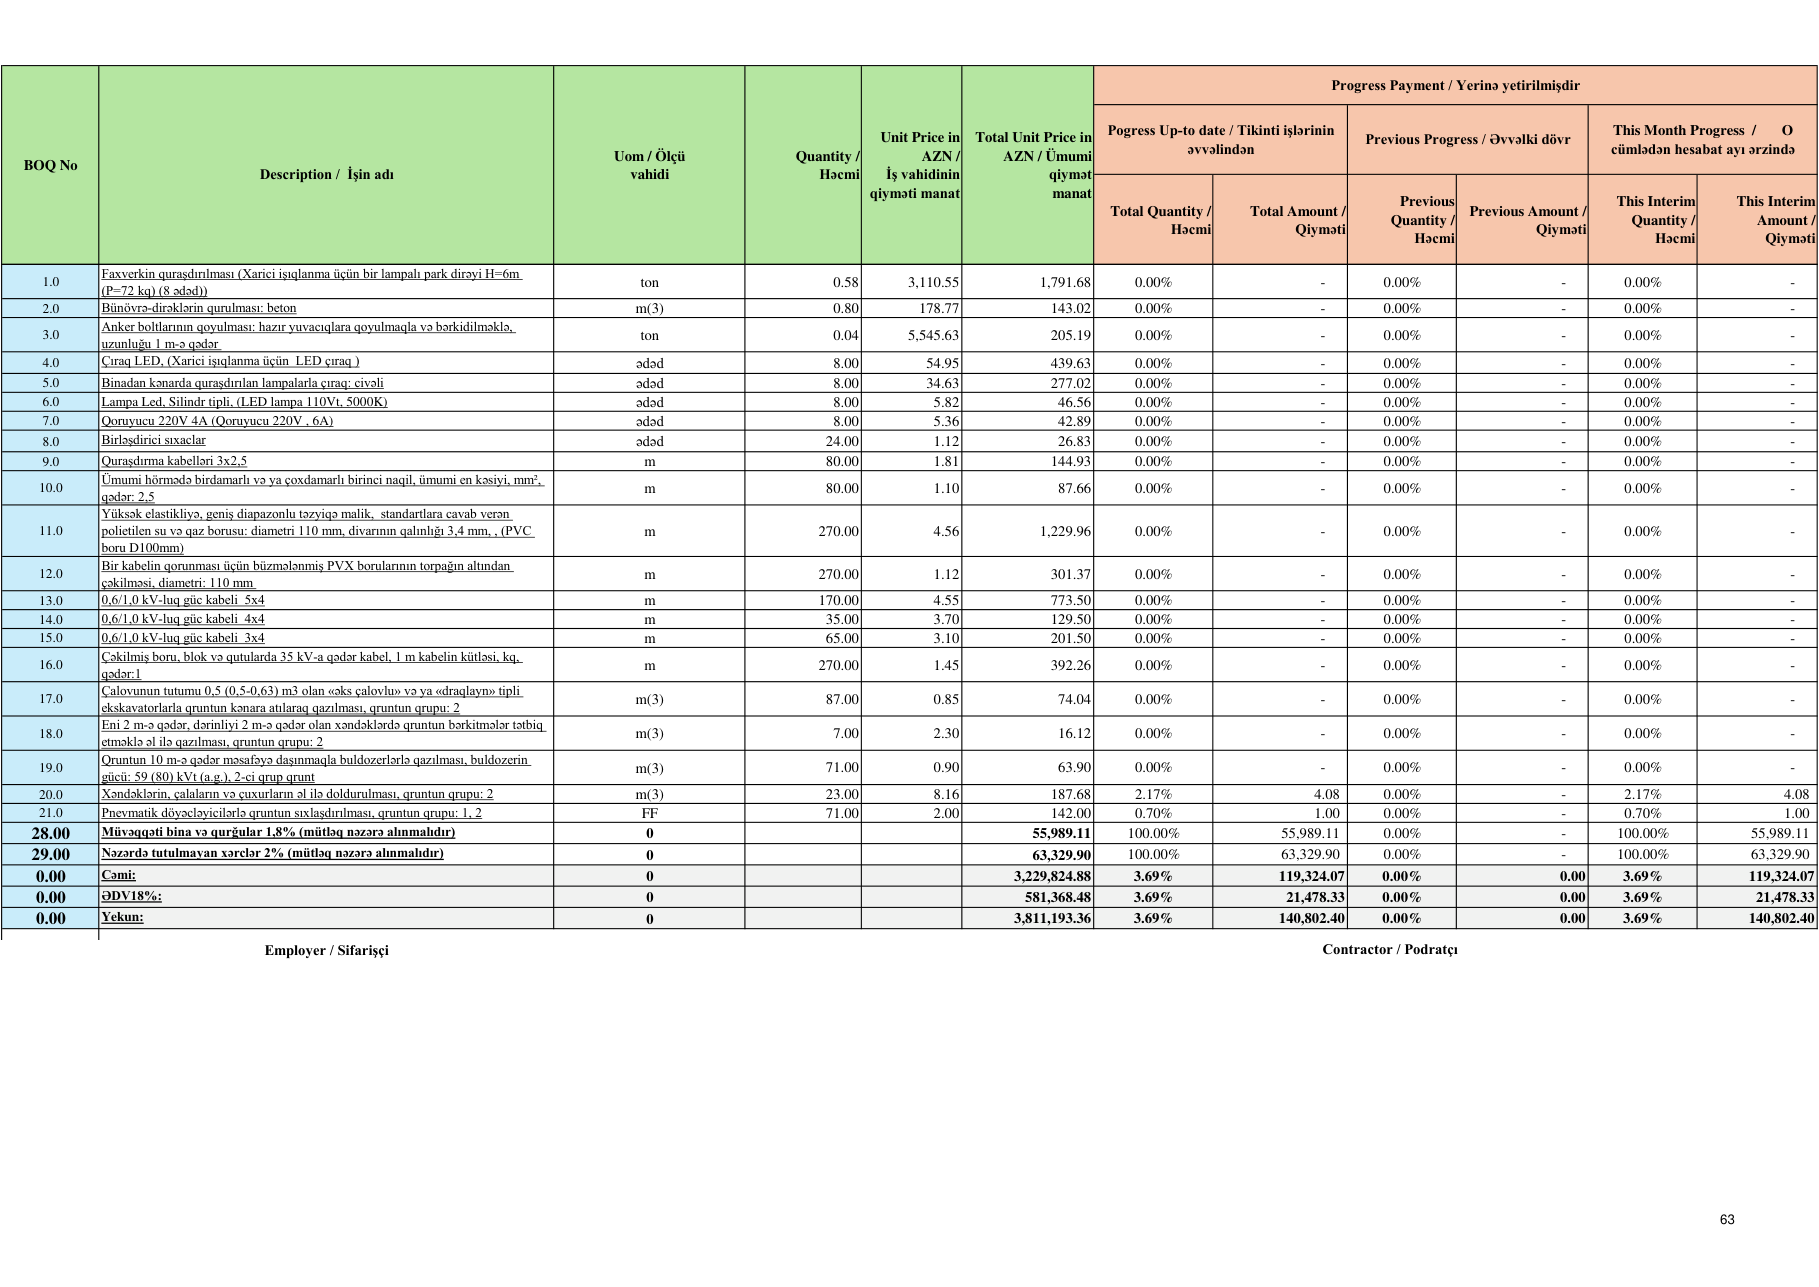 BOQ No
Description / İşin adı
Uom / Ölçü
vahidi
Quantity /
Həcmi
Unit Price in
AZN /
İş vahidinin
qiyməti manat
Total Unit Price in
AZN / Ümumi
qiymət
manat
Progress Payment / Yerinə yetirilmişdir
Pogress Up-to date / Tikinti işlərinin
əvvəlindən
Previous Progress / Əvvəlki dövr
This Month Progress / O
cümlədən hesabat ayı ərzində
Total Quantity /
Həcmi
Total Amount /
Qiyməti
Previous
Quantity /
Həcmi
Previous Amount /
Qiyməti
This Interim
Quantity /
Həcmi
This Interim
Amount /
Qiyməti
1.0 Faxverkin quraşdırılması (Xarici işıqlanma üçün bir lampalı park dirəyi H=6m
(P=72 kq) (8 ədəd)) ton 0.58 3,110.55 1,791.68 0.00% - 0.00% - 0.00% -
2.0 Bünövrə-dirəklərin qurulması: beton m(3) 0.80 178.77 143.02 0.00% - 0.00% - 0.00% -
3.0 Anker boltlarının qoyulması: hazır yuvacıqlara qoyulmaqla və bərkidilməklə,
uzunluğu 1 m-ə qədər ton 0.04 5,545.63 205.19 0.00% - 0.00% - 0.00% -
4.0 Çıraq LED, (Xarici işıqlanma üçün LED çıraq ) ədəd 8.00 54.95 439.63 0.00% - 0.00% - 0.00% -
5.0 Binadan kənarda quraşdırılan lampalarla çıraq: civəli ədəd 8.00 34.63 277.02 0.00% - 0.00% - 0.00% -
6.0 Lampa Led, Silindr tipli, (LED lampa 110Vt, 5000K) ədəd 8.00 5.82 46.56 0.00% - 0.00% - 0.00% -
7.0 Qoruyucu 220V 4A (Qoruyucu 220V , 6A) ədəd 8.00 5.36 42.89 0.00% - 0.00% - 0.00% -
8.0 Birləşdirici sıxaclar ədəd 24.00 1.12 26.83 0.00% - 0.00% - 0.00% -
9.0 Quraşdırma kabelləri 3x2,5 m 80.00 1.81 144.93 0.00% - 0.00% - 0.00% -
10.0 Ümumi hörmədə birdamarlı və ya çoxdamarlı birinci naqil, ümumi en kəsiyi, mm²,
qədər: 2,5 m 80.00 1.10 87.66 0.00% - 0.00% - 0.00% -
11.0 Yüksək elastikliyə, geniş diapazonlu təzyiqə malik, standartlara cavab verən
polietilen su və qaz borusu: diametri 110 mm, divarının qalınlığı 3,4 mm, , (PVC
boru D100mm) m 270.00 4.56 1,229.96 0.00% - 0.00% - 0.00% -
12.0 Bir kabelin qorunması üçün büzmələnmiş PVX borularının torpağın altından
çəkilməsi, diametri: 110 mm m 270.00 1.12 301.37 0.00% - 0.00% - 0.00% -
13.0 0,6/1,0 kV-luq güc kabeli 5x4 m 170.00 4.55 773.50 0.00% - 0.00% - 0.00% -
14.0 0,6/1,0 kV-luq güc kabeli 4x4 m 35.00 3.70 129.50 0.00% - 0.00% - 0.00% -
15.0 0,6/1,0 kV-luq güc kabeli 3x4 m 65.00 3.10 201.50 0.00% - 0.00% - 0.00% -
16.0 Çəkilmiş boru, blok və qutularda 35 kV-a qədər kabel, 1 m kabelin kütləsi, kq,
qədər:1 m 270.00 1.45 392.26 0.00% - 0.00% - 0.00% -
17.0 Çalovunun tutumu 0,5 (0,5-0,63) m3 olan «əks çalovlu» və ya «draqlayn» tipli
ekskavatorlarla qruntun kənara atılaraq qazılması, qruntun qrupu: 2 m(3) 87.00 0.85 74.04 0.00% - 0.00% - 0.00% -
18.0 Eni 2 m-ə qədər, dərinliyi 2 m-ə qədər olan xəndəklərdə qruntun bərkitmələr tətbiq
etməklə əl ilə qazılması, qruntun qrupu: 2 m(3) 7.00 2.30 16.12 0.00% - 0.00% - 0.00% -
19.0 Qruntun 10 m-ə qədər məsafəyə daşınmaqla buldozerlərlə qazılması, buldozerin
gücü: 59 (80) kVt (a.g.), 2-ci qrup qrunt m(3) 71.00 0.90 63.90 0.00% - 0.00% - 0.00% -
20.0 Xəndəklərin, çalaların və çuxurların əl ilə doldurulması, qruntun qrupu: 2 m(3) 23.00 8.16 187.68 2.17% 4.08 0.00% - 2.17% 4.08
21.0 Pnevmatik döyəcləyicilərlə qruntun sıxlaşdırılması, qruntun qrupu: 1, 2 FF 71.00 2.00 142.00 0.70% 1.00 0.00% - 0.70% 1.00
28.00 Müvəqqəti bina və qurğular 1,8% (mütləq nəzərə alınmalıdır) 0 55,989.11 100.00% 55,989.11 0.00% - 100.00% 55,989.11
29.00 Nəzərdə tutulmayan xərclər 2% (mütləq nəzərə alınmalıdır) 0 63,329.90 100.00% 63,329.90 0.00% - 100.00% 63,329.90
0.00 Cəmi: 0 3,229,824.88 3.69% 119,324.07 0.00% 0.00 3.69% 119,324.07
0.00 ƏDV18%: 0 581,368.48 3.69% 21,478.33 0.00% 0.00 3.69% 21,478.33
0.00 Yekun: 0 3,811,193.36 3.69% 140,802.40 0.00% 0.00 3.69% 140,802.40
Employer / Sifarişçi Contractor / Podratçı
63